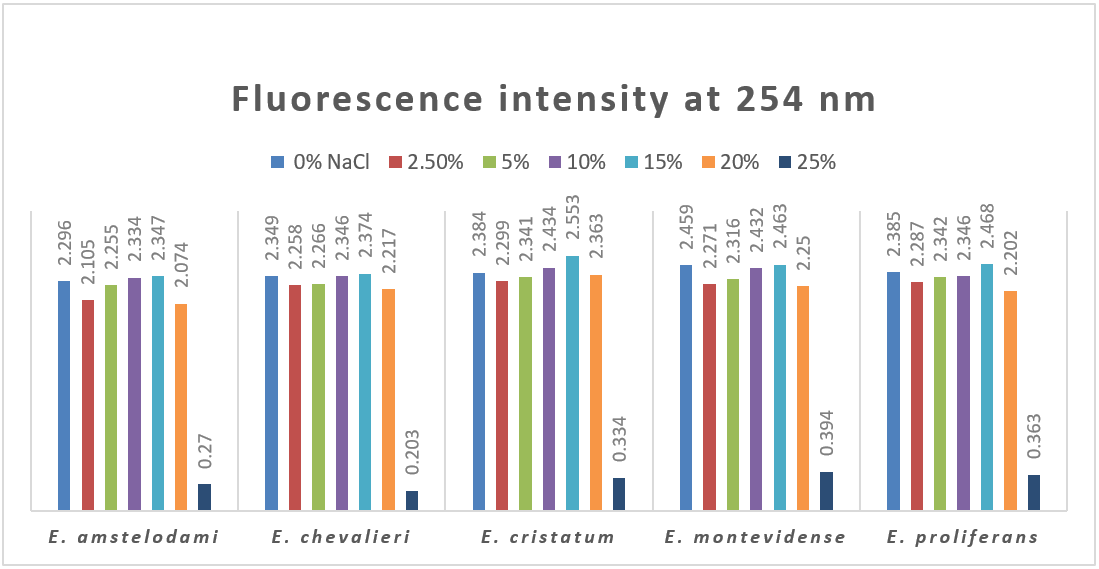 Fluorescence intensity at 254 nm
0% NaCl 2.50% 5% 10% 15% 20% 25%
2.296 2.105 2.255 2.334 2.347 2.074 0.27
2.349 2.258 2.266 2.346 2.374 2.217 0.203
2.384 2.299 2.341 2.434 2.553 2.363 0.334
2.459 2.271 2.316 2.432 2.463 2.25 0.394
2.385 2.287 2.342 2.346 2.468 2.202 0.363
E. amstelodami E. chevalieri E. cristatum E. montevidense E. proliferans